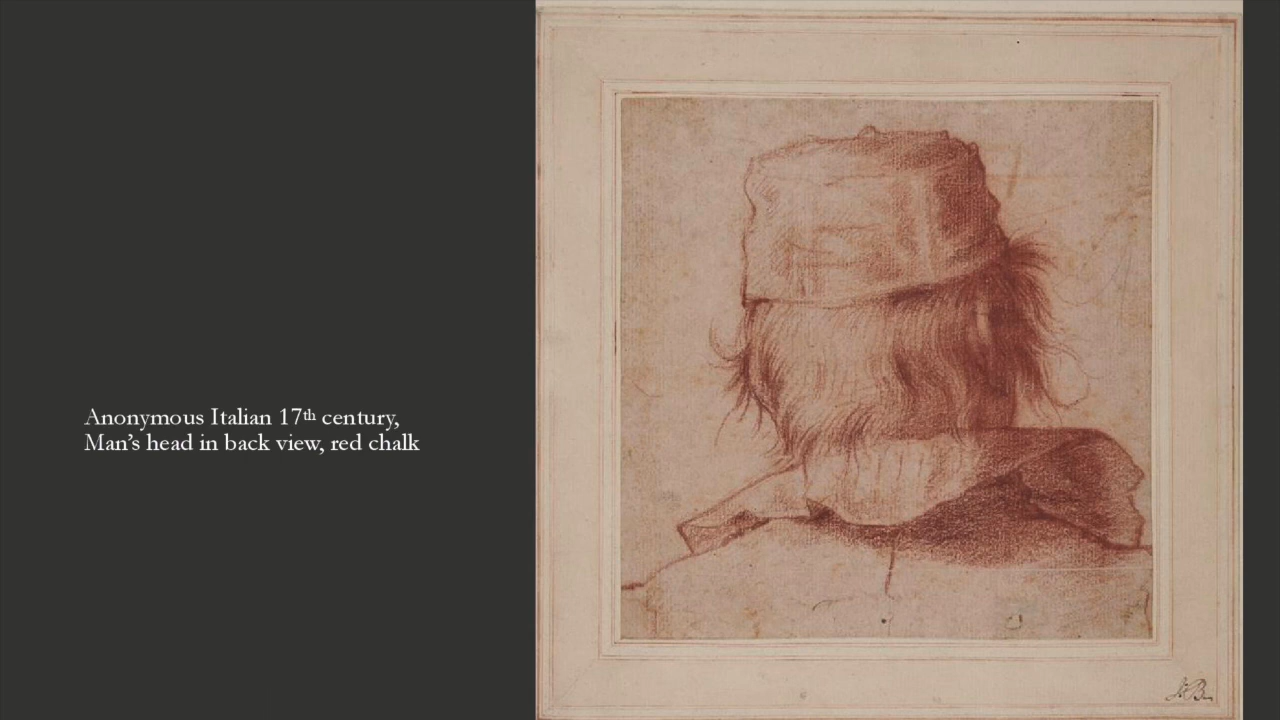 Anonymous Italian 17th century,
Man's head in back view, red chalk